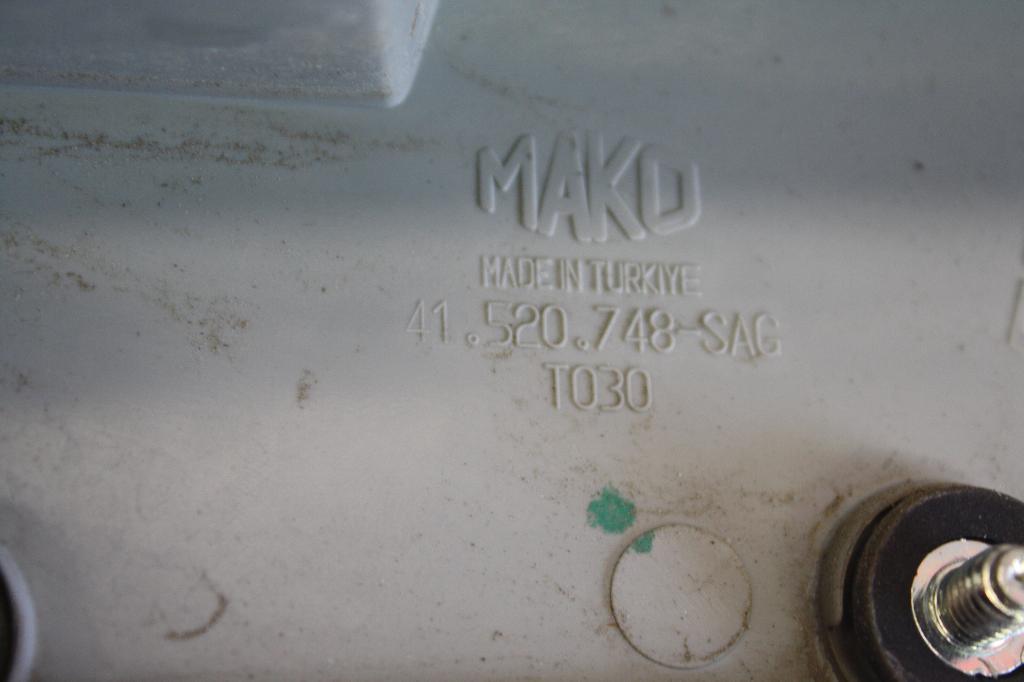 MAKO
MADE IN TURKIYE
41.520.748-SAG
T030